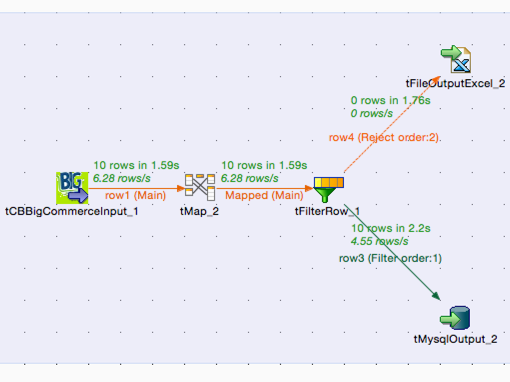 tFileOutputExcel_2
0 rows in 1.76s
0 rows/s
row4 (Reject order:2)
BIG
10 rows in 1.59s
6.28 rows/s
row1 (Main)
10 rows in 1.59s
6.28 rows/s
Mapped (Main)
tCBBigCommerceInput_1
tMap_2
tFilterRow_1
10 rows in 2.2s
4.55 rows/s
row3 (Filter order:1)
tMysqlOutput_2